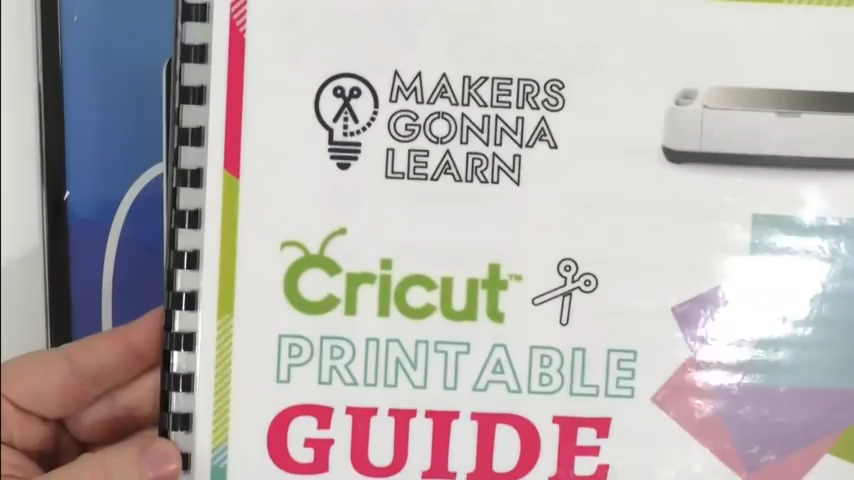 MAKERS
GONNA
LEARN
Cricut™
PRINTABLE
GUIDE